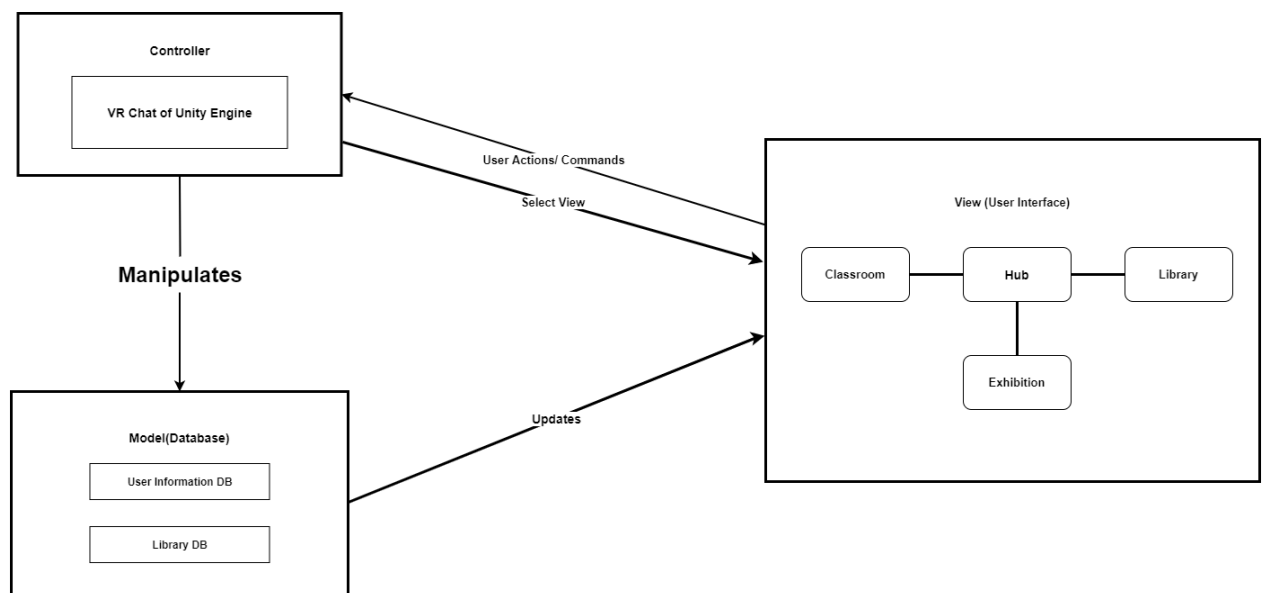 Controller
VR Chat of Unity Engine
User Actions/ Commands
Select View
View (User Interface)
Classroom
Hub
Library
Exhibition
Manipulates
Updates
Model(Database)
User Information DB
Library DB